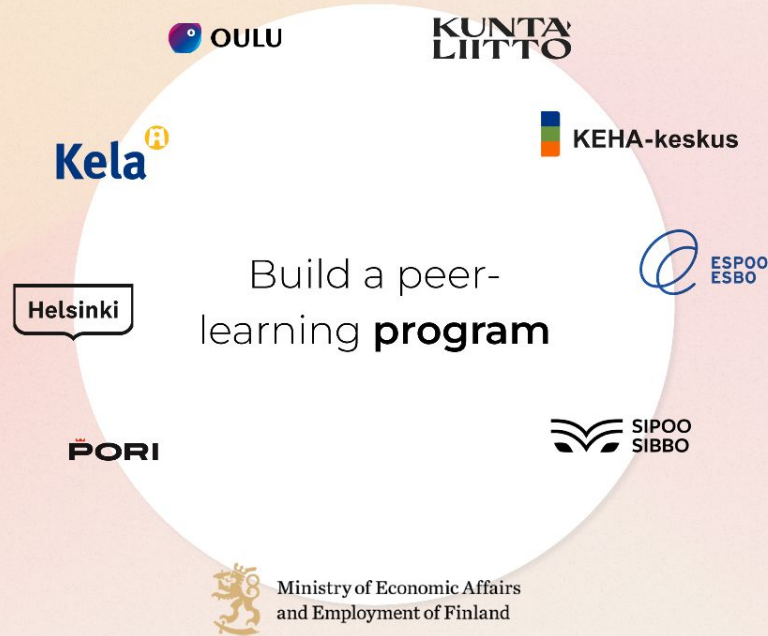 OULU
KUNTA
LIITTO
Kela
KEHA-keskus
ESPOO
ESBO
Build a peer-
learning program
Helsinki
PORI
SIPOO
SIBBO
Ministry of Economic Affairs
and Employment of Finland